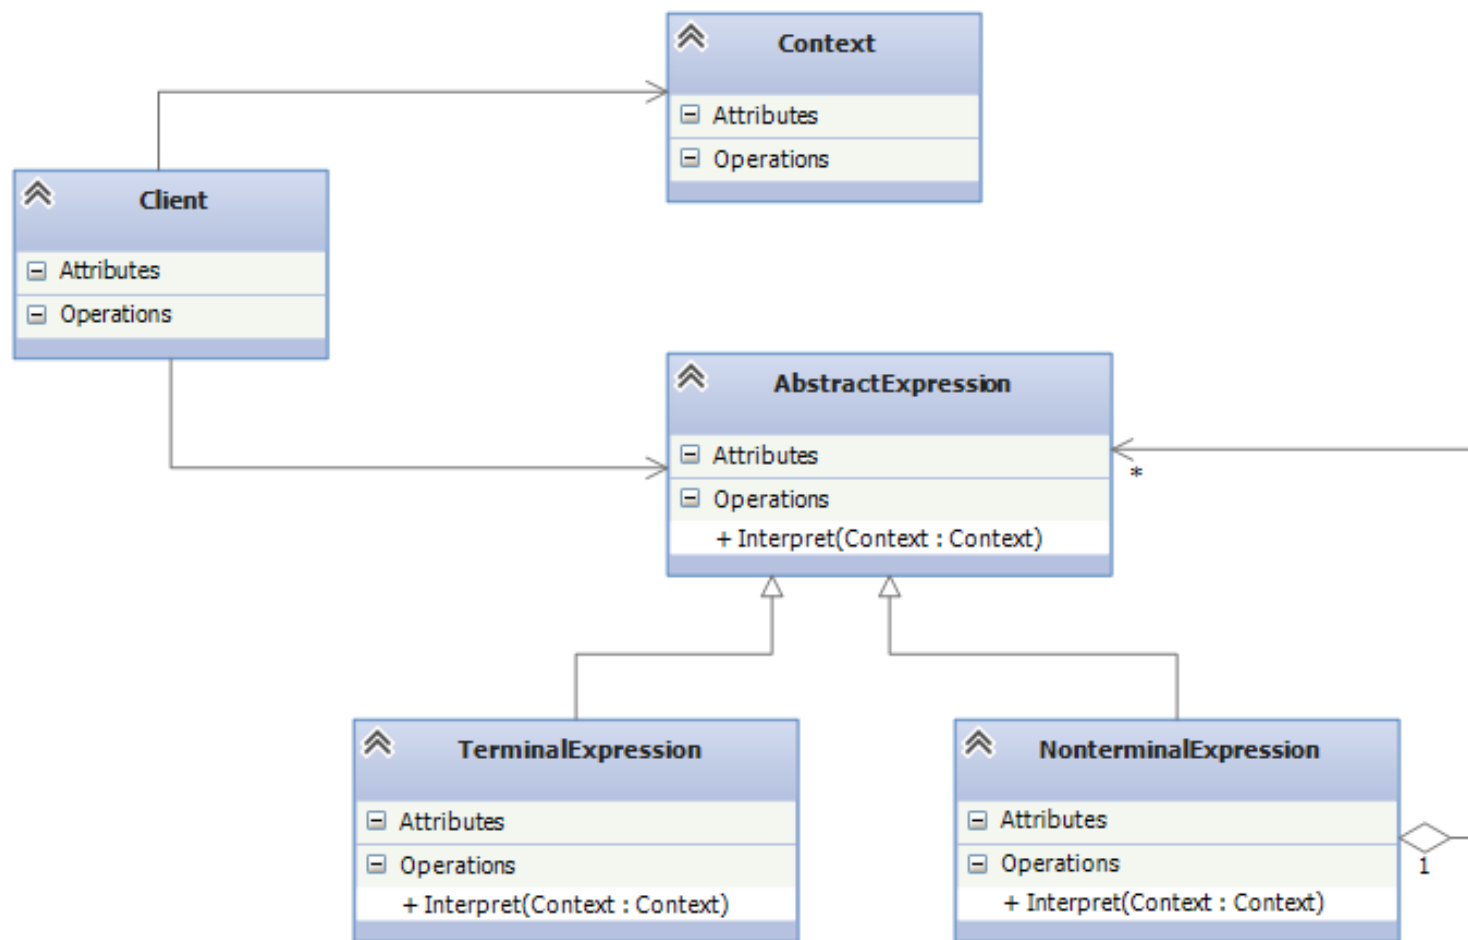 Context
Attributes
Operations
Client
Attributes
Operations
AbstractExpression
Attributes
Operations
+ Interpret(Context : Context)
*
TerminalExpression
Attributes
Operations
+ Interpret(Context : Context)
NonterminalExpression
Attributes
Operations
+ Interpret(Context : Context)
1